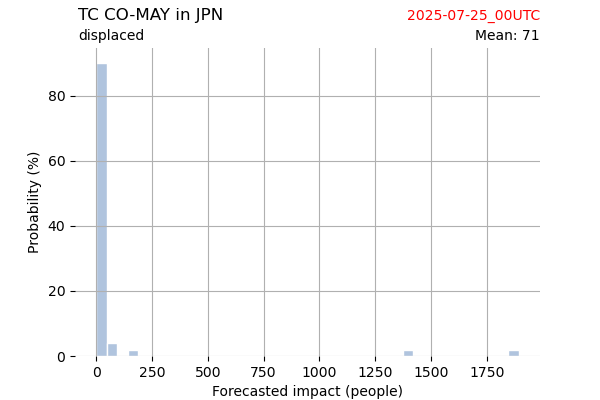 TC CO-MAY in JPN
2025-07-25_00UTC
displaced
Mean: 71
Probability (%)
80
60
40
20
0
0 250 500 750 1000 1250 1500 1750
Forecasted impact (people)